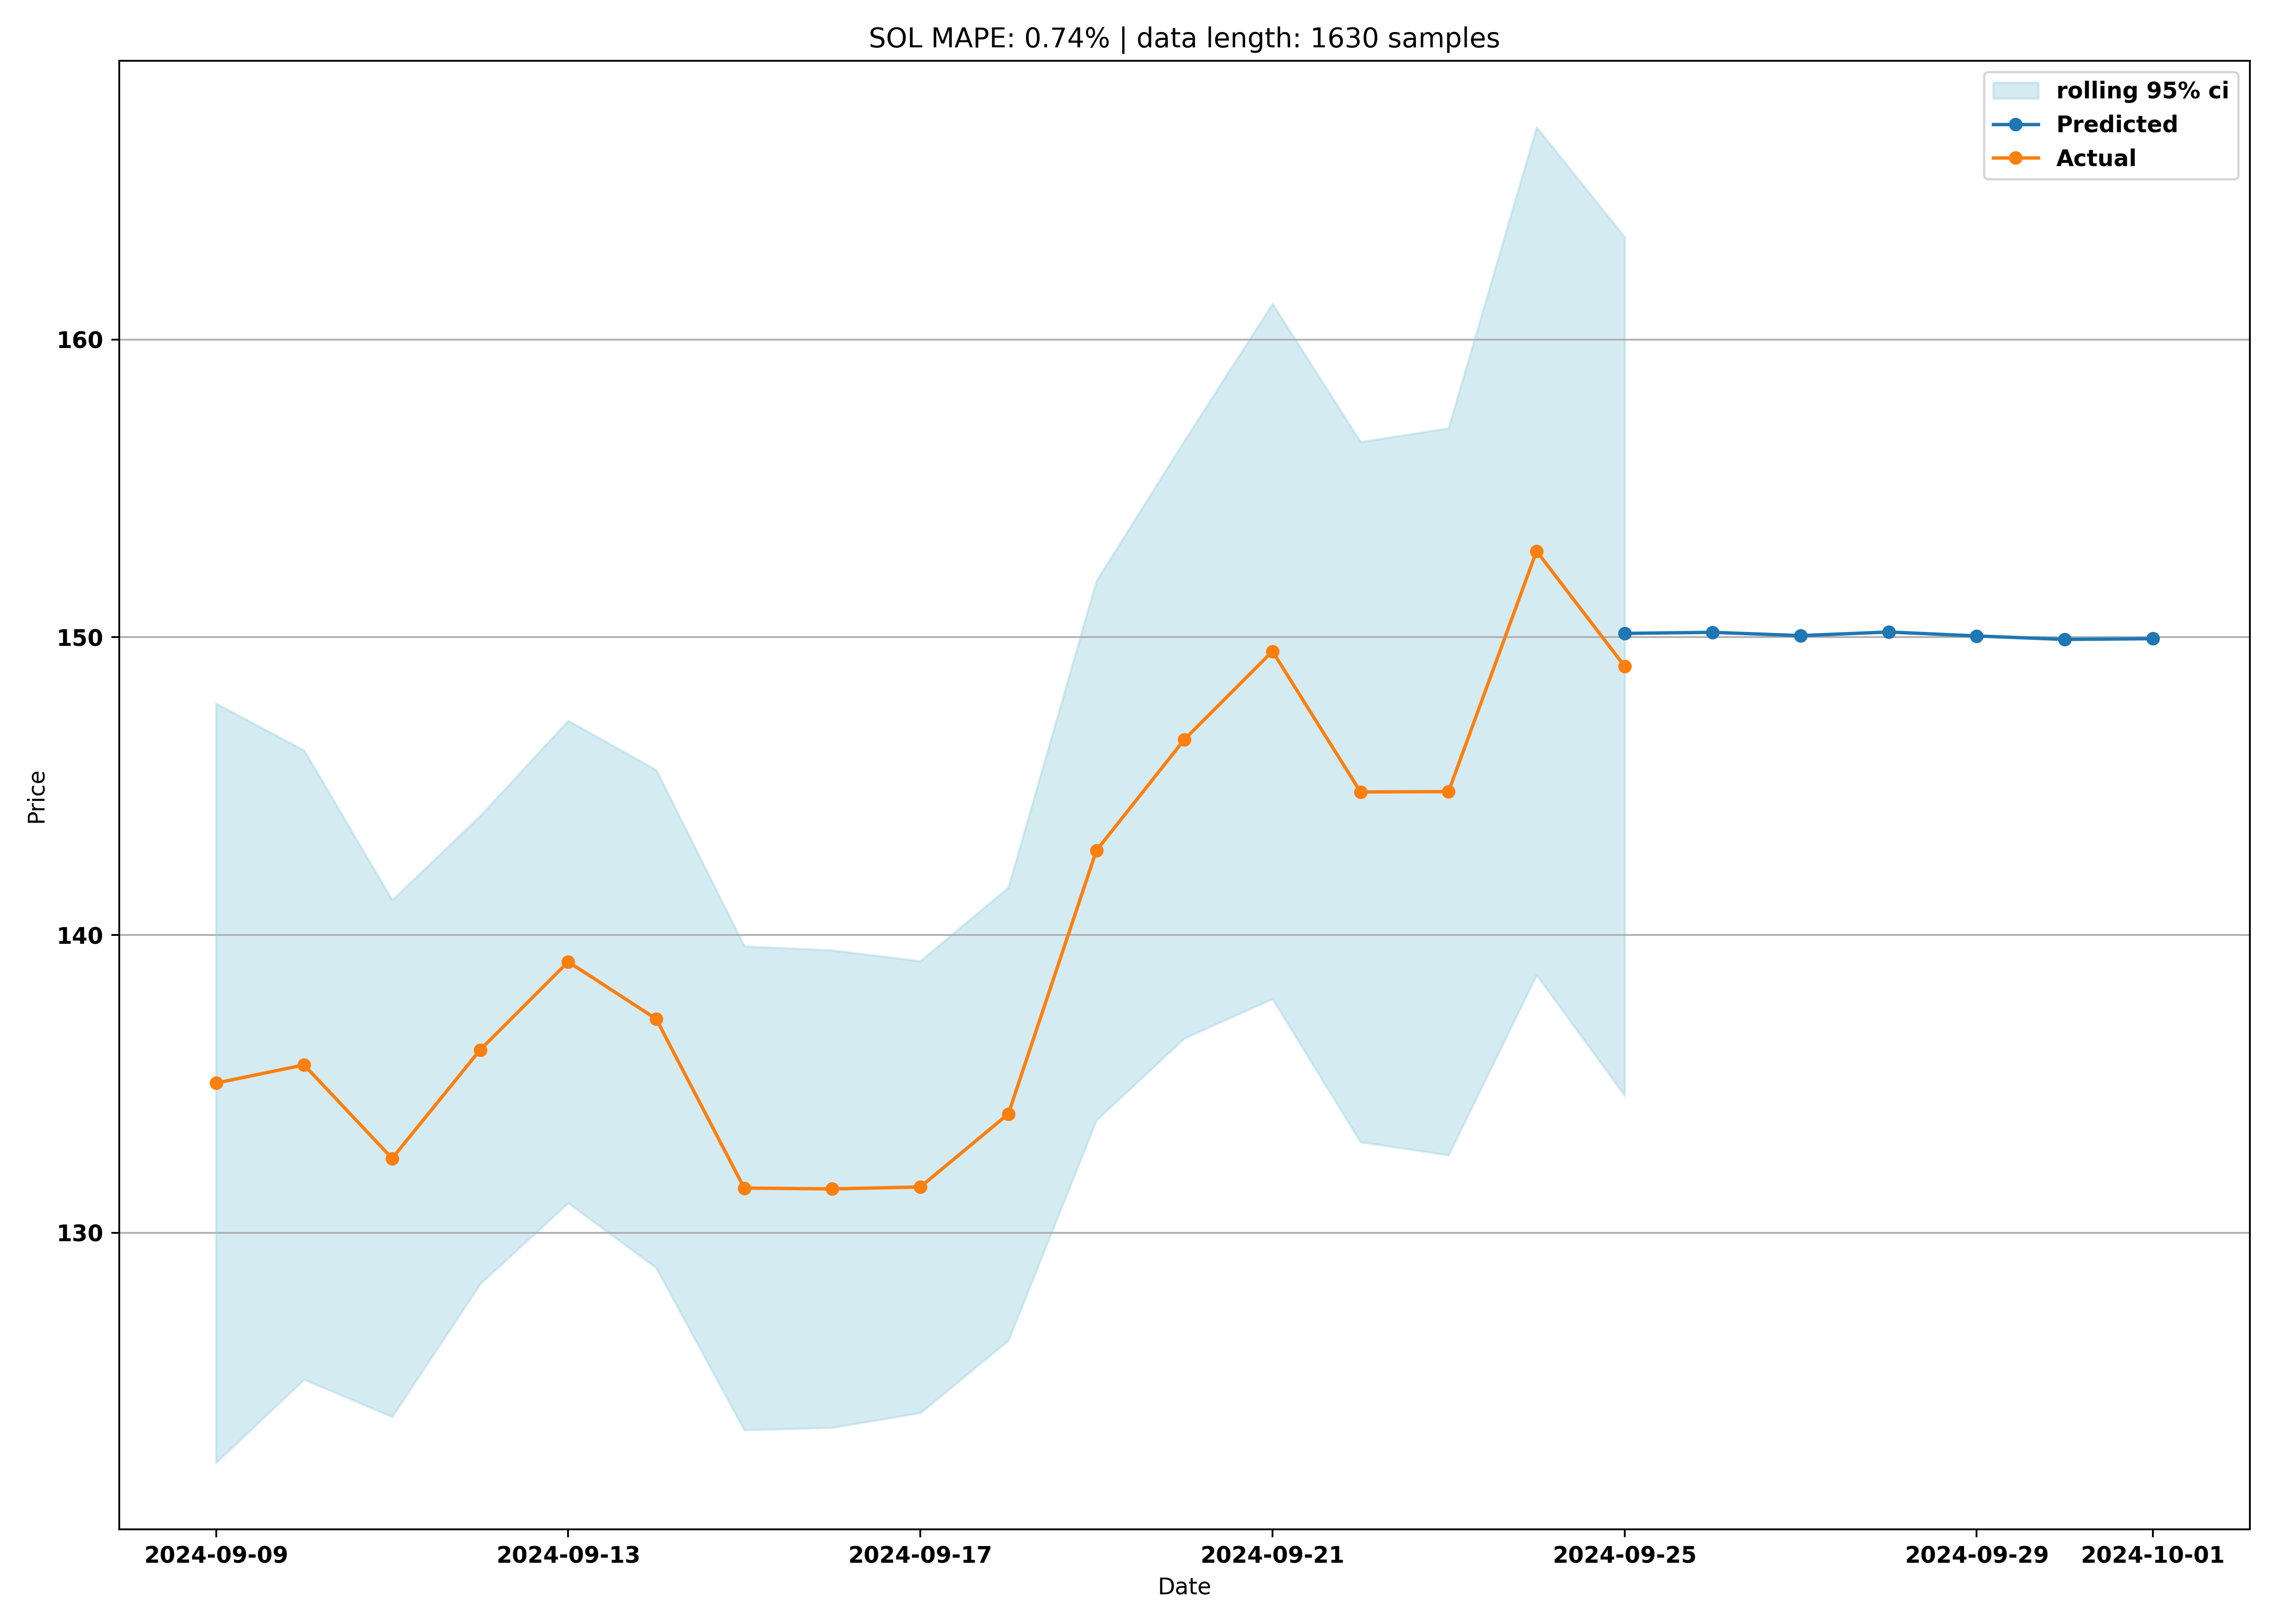 SOL MAPE: 0.74% | data length: 1630 samples
rolling 95% ci
Predicted
Actual
160
150
140
130
Price
2024-09-09 2024-09-13 2024-09-17 2024-09-21 2024-09-25 2024-09-29 2024-10-01
Date